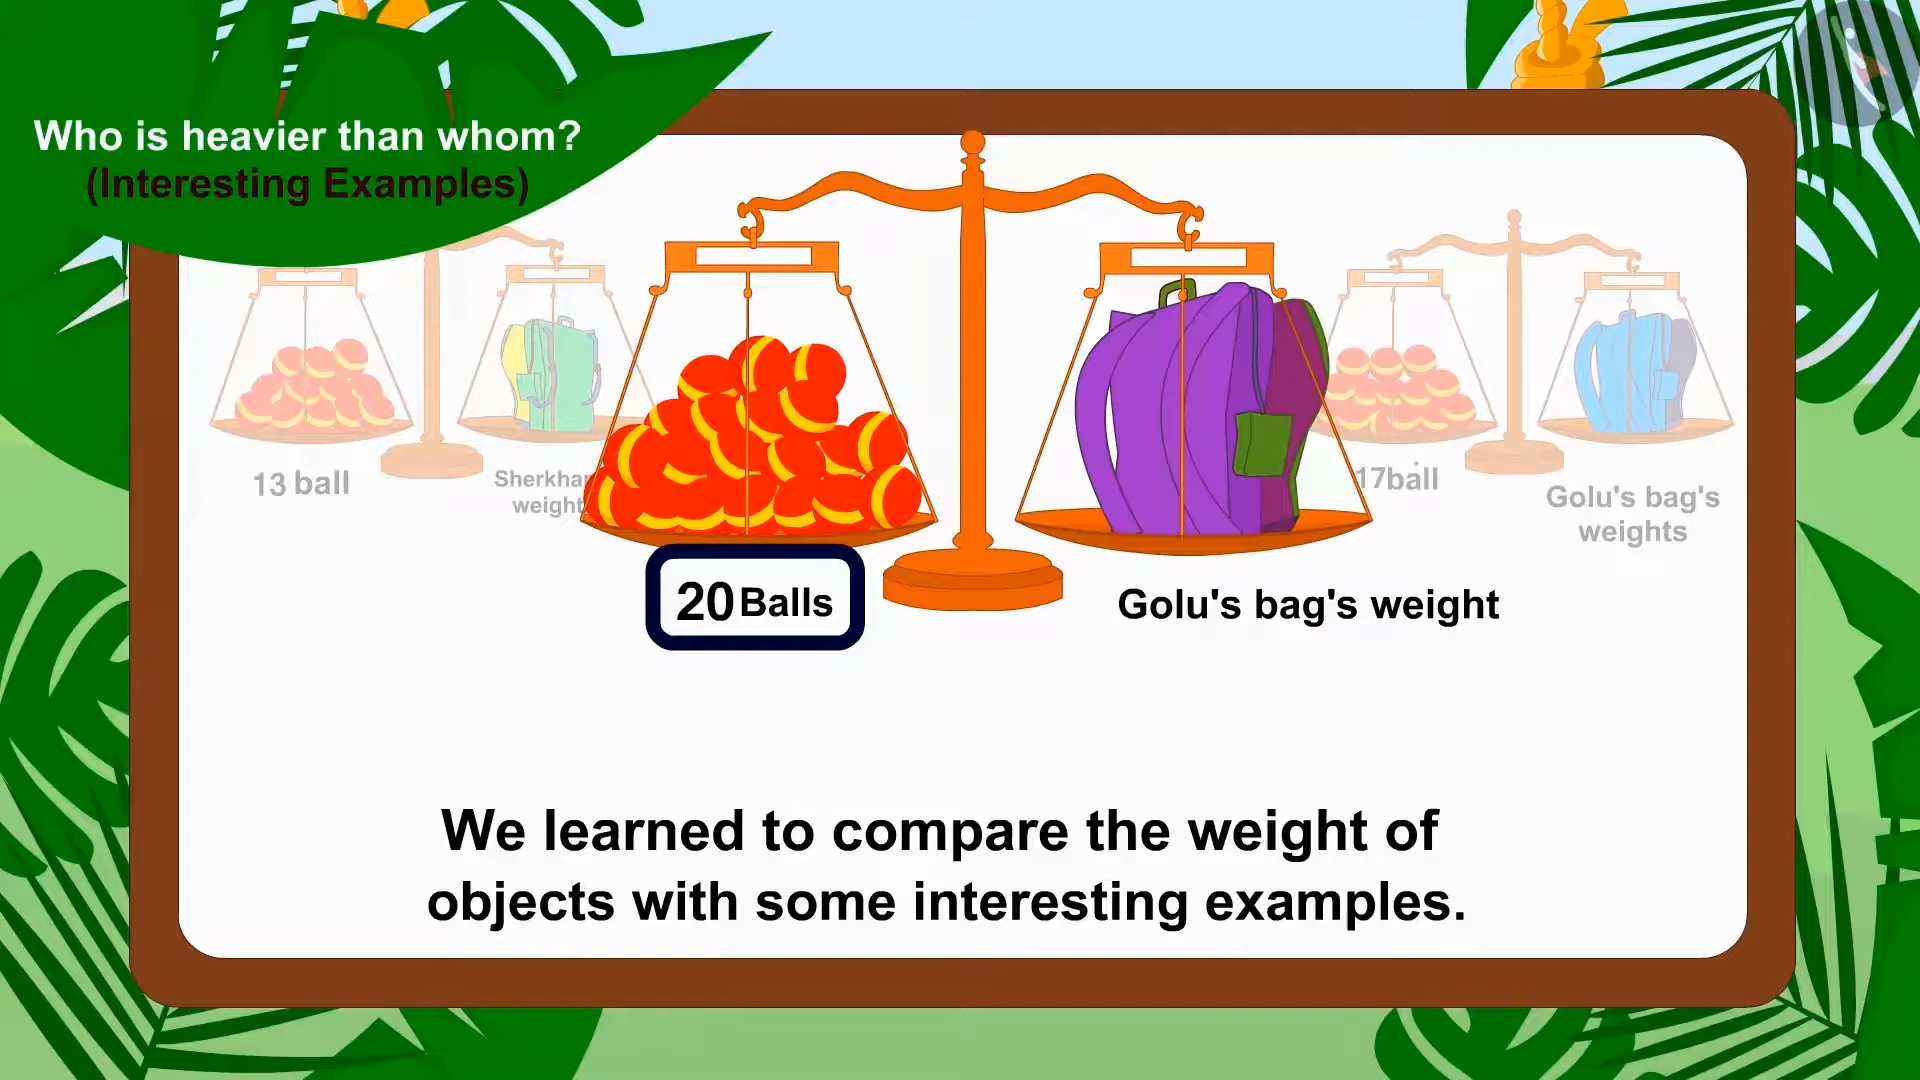 Who is heavier than whom?
(Interesting Examples)
13 ball
Sherkhan
weight
20 Balls
Golu's bag's weight
17ball
Golu's bag's
weights
We learned to compare the weight of
objects with some interesting examples.